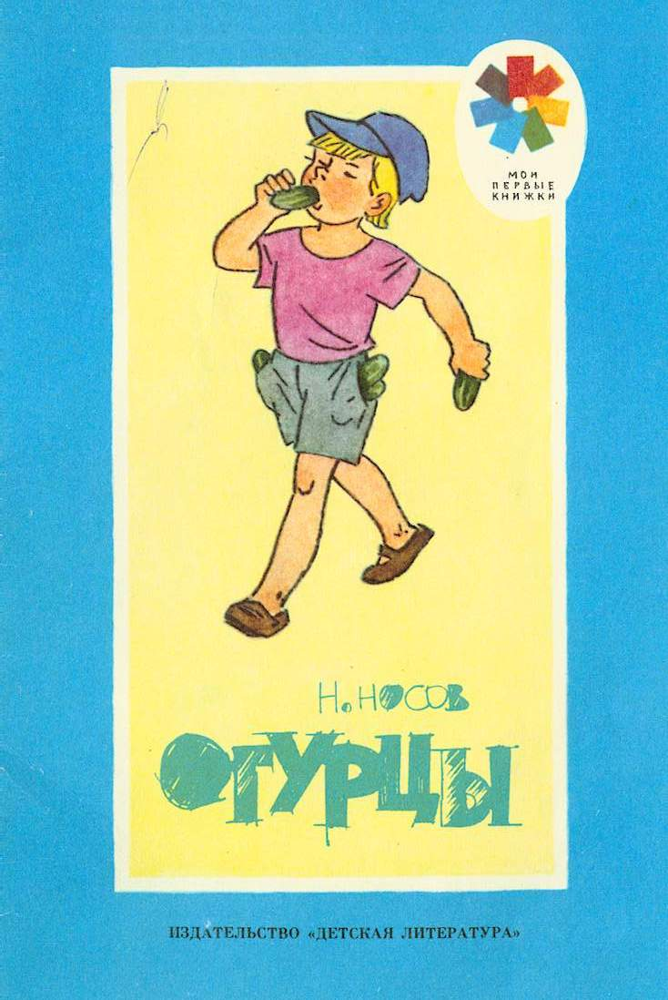 МОИ
ПЕРВЫЕ
КНИЖКИ
Н. НОСОВ
ОГУРЦЫ
ИЗДАТЕЛЬСТВО «ДЕТСКАЯ ЛИТЕРАТУРА»